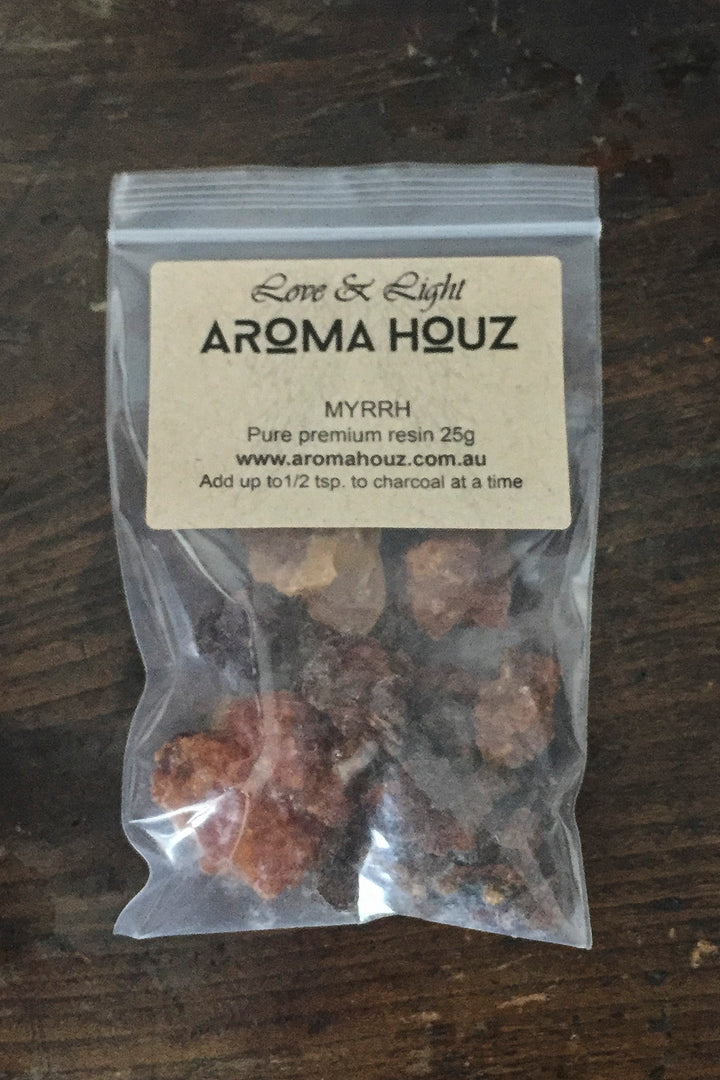 Love & Light
AROMA HOUZ
MYRRH
Pure premium resin 25g
www.aromahouz.com.au
Add up to1/2 tsp. to charcoal at a time